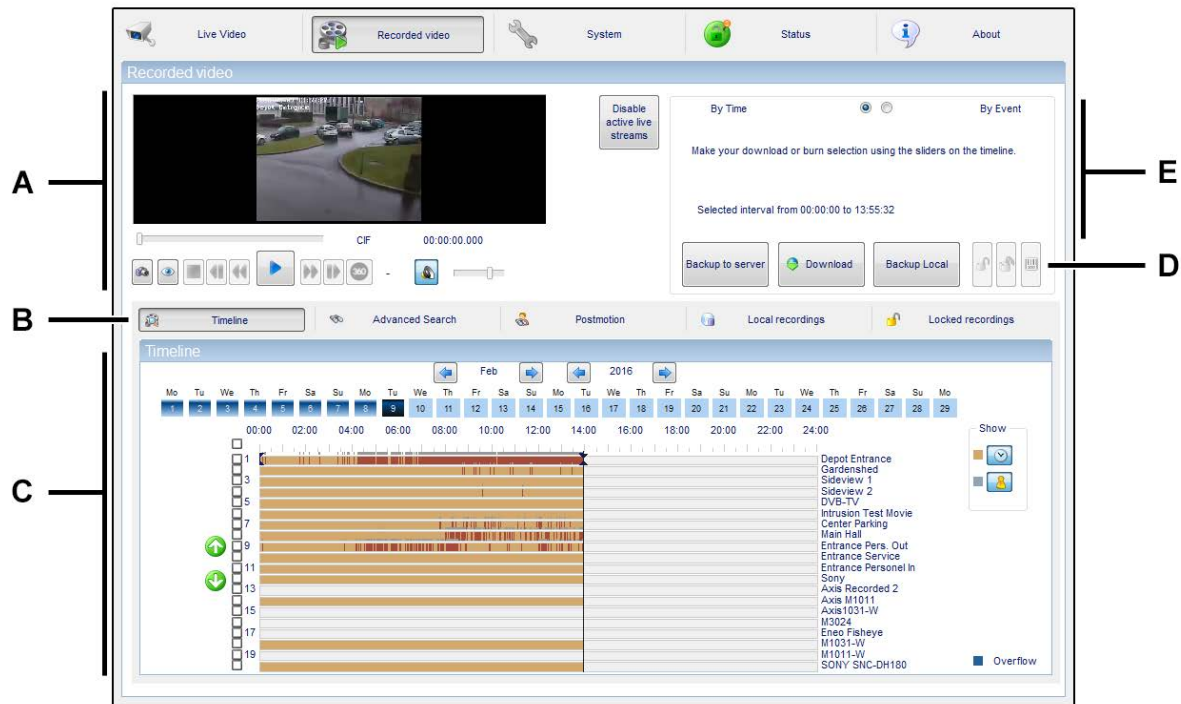 Live Video Recorded video System Status About
Recorded video
A
Disable
active live
streams
By Time By Event
Make your download or burn selection using the sliders on the timeline.
E
Selected interval from 00:00:00 to 13:55:32
CIF 00:00:00.000
360 -
Backup to server Download Backup Local
D
B
Timeline Advanced Search Postmotion Local recordings Locked recordings
Timeline
Feb 2016
Mo Tu We Th Fr Sa Su Mo Tu We Th Fr Sa Su Mo Tu We Th Fr Sa Su Mo Tu We Th Fr Sa Su Mo
1 2 3 4 5 6 7 8 9 10 11 12 13 14 15 16 17 18 19 20 21 22 23 24 25 26 27 28 29
00:00 02:00 04:00 06:00 08:00 10:00 12:00 14:00 16:00 18:00 20:00 22:00 24:00
Show
1 Depot Entrance
Gardenshed
3 Sideview 1
Sideview 2
5 DVB-TV
Intrusion Test Movie
7 Center Parking
Main Hall
9 Entrance Pers. Out
Entrance Service
11 Entrance Personel In
Sony
13 Axis Recorded 2
Axis M1011
15 Axis1031-W
M3024
17 Eneo Fisheye
M1031-W
19 M1011-W
SONY SNC-DH180
C
Overflow